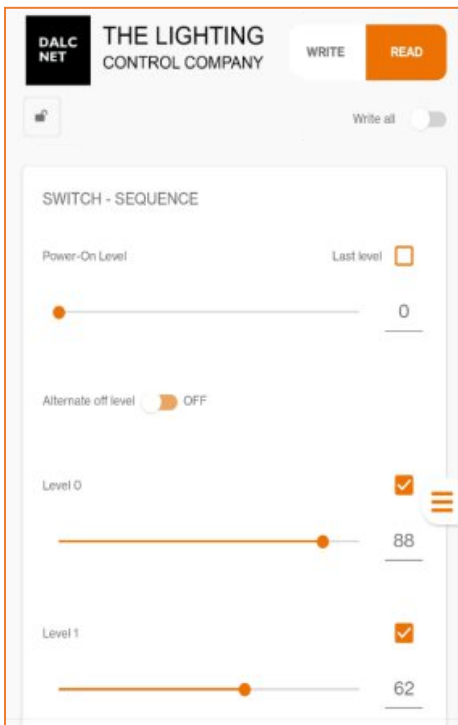 DALC
NET
THE LIGHTING
CONTROL COMPANY
WRITE
READ
Write all
SWITCH - SEQUENCE
Power-On Level
Last level
0
Alternate off level
OFF
Level 0
88
Level 1
62